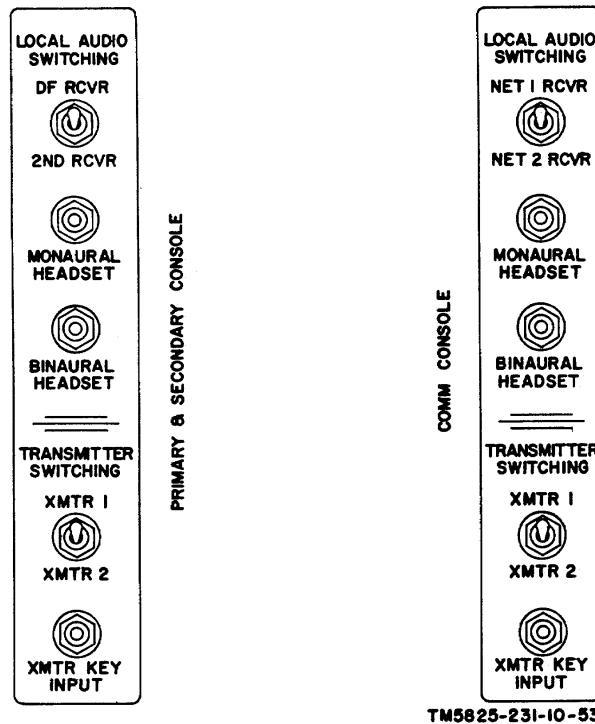 LOCAL AUDIO
SWITCHING
DF RCVR
2ND RCVR
MONAURAL
HEADSET
BINAURAL
HEADSET
TRANSMITTER
SWITCHING
XMTR 1
XMTR 2
XMTR KEY
INPUT
PRIMARY & SECONDARY CONSOLE
COMM CONSOLE
LOCAL AUDIO
SWITCHING
NET 1 RCVR
NET 2 RCVR
MONAURAL
HEADSET
BINAURAL
HEADSET
TRANSMITTER
SWITCHING
XMTR 1
XMTR 2
XMTR KEY
INPUT
TM5825-231-10-53